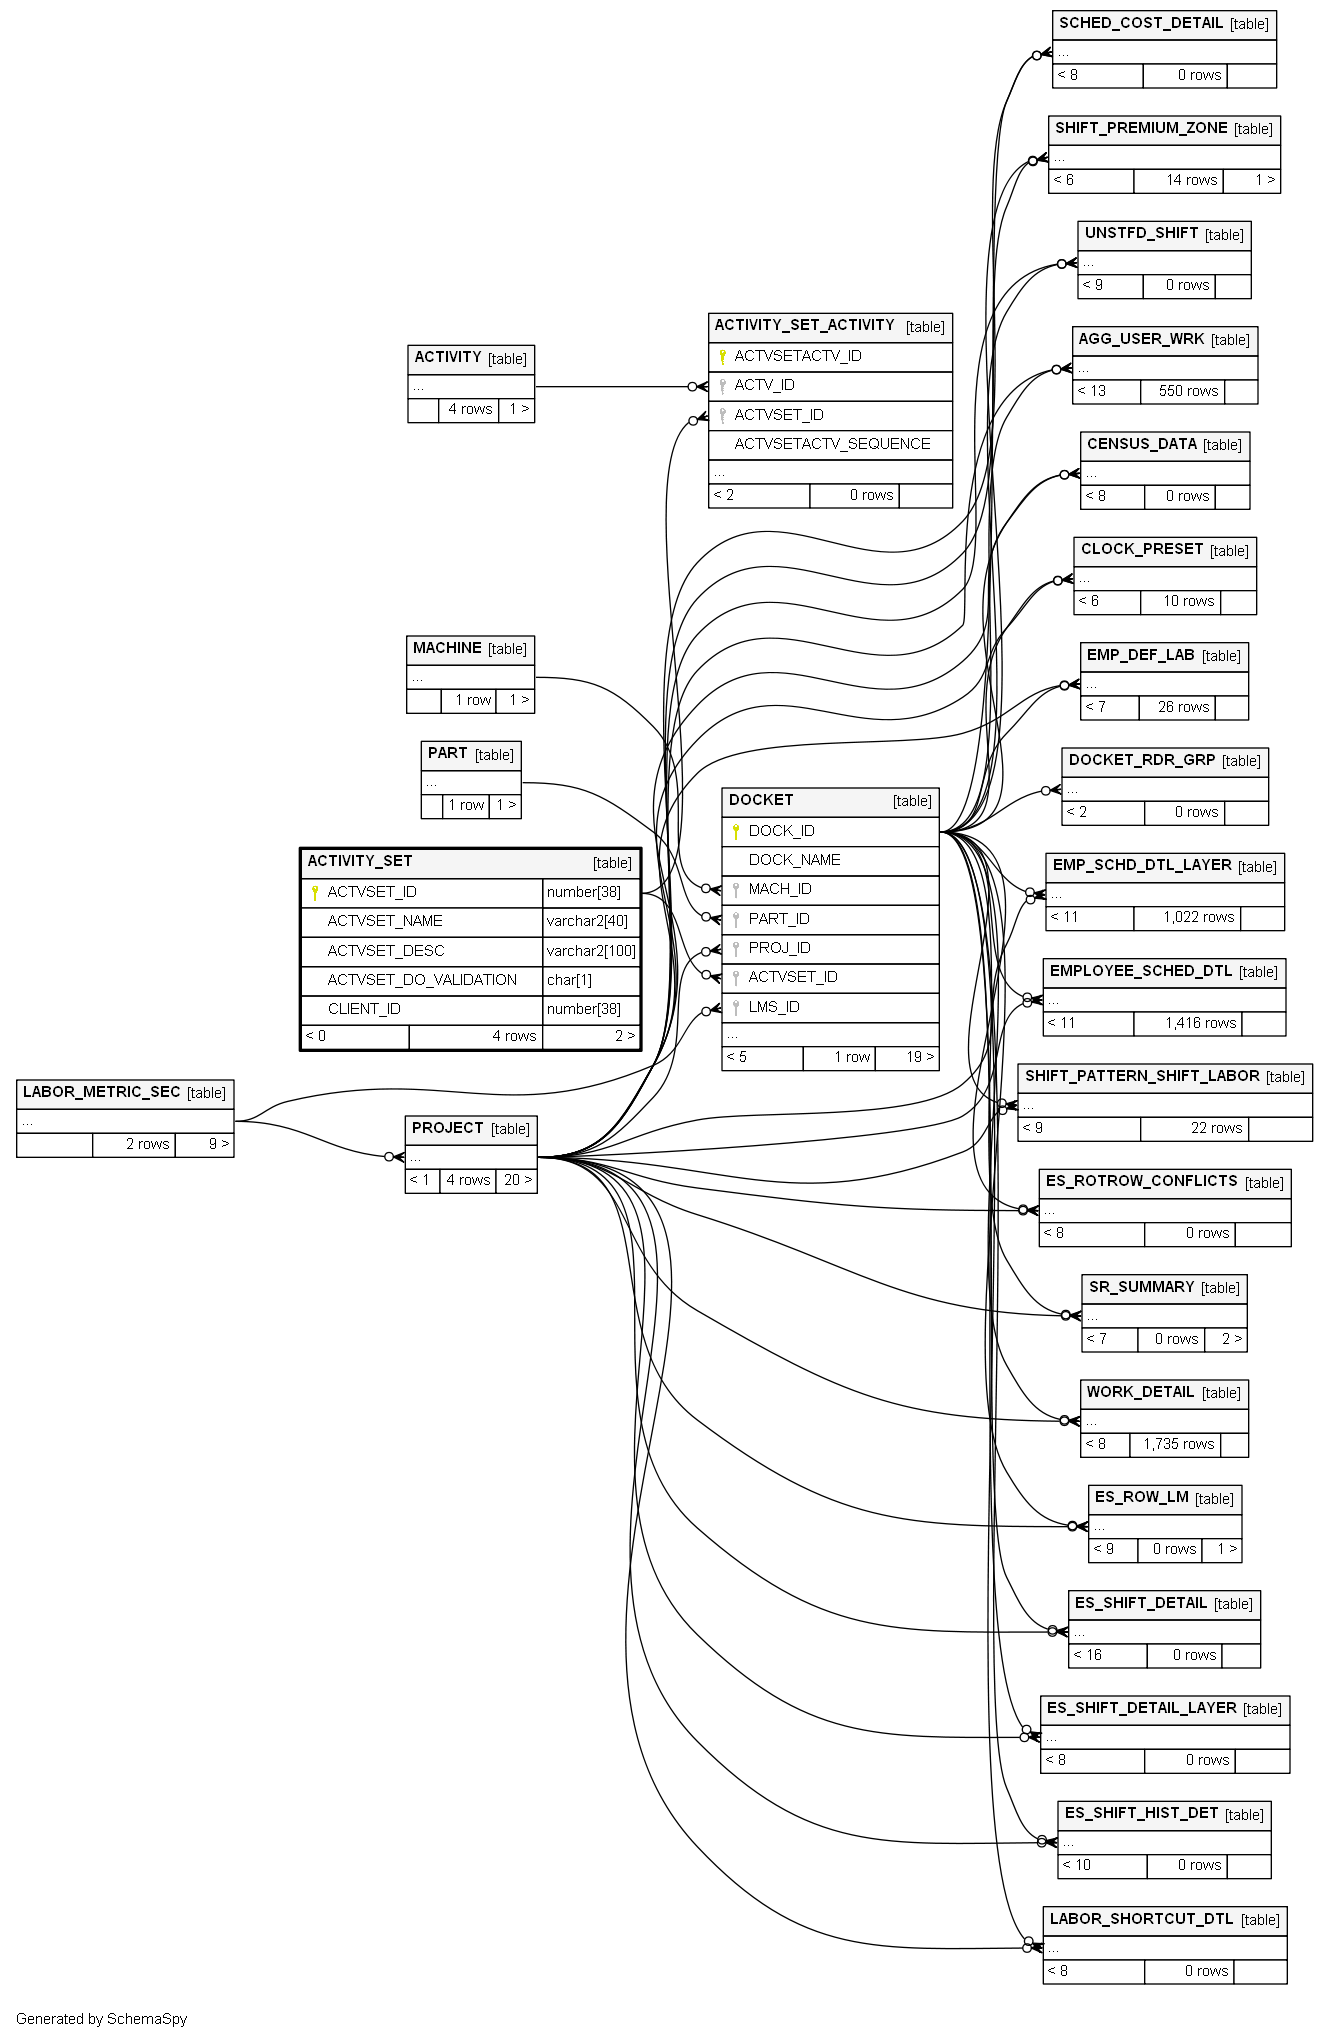 SCHED_COST_DETAIL [table]
...
< 8 0 rows
SHIFT_PREMIUM_ZONE [table]
...
< 6 14 rows 1 >
UNSTFD_SHIFT [table]
...
< 9 0 rows
AGG_USER_WRK [table]
...
< 13 550 rows
CENSUS_DATA [table]
...
< 8 0 rows
CLOCK_PRESET [table]
...
< 6 10 rows
EMP_DEF_LAB [table]
...
< 7 26 rows
DOCKET_RDR_GRP [table]
...
< 2 0 rows
EMP_SCHD_DTL_LAYER [table]
...
< 11 1,022 rows
EMPLOYEE_SCHED_DTL [table]
...
< 11 1,416 rows
SHIFT_PATTERN_SHIFT_LABOR [table]
...
< 9 22 rows
ES_ROTROW_CONFLICTS [table]
...
< 8 0 rows
SR_SUMMARY [table]
...
< 7 0 rows 2 >
WORK_DETAIL [table]
...
< 8 1,735 rows
ES_ROW_LM [table]
...
< 9 0 rows 1 >
ES_SHIFT_DETAIL [table]
...
< 16 0 rows
ES_SHIFT_DETAIL_LAYER [table]
...
< 8 0 rows
ES_SHIFT_HIST_DET [table]
...
< 10 0 rows
LABOR_SHORTCUT_DTL [table]
...
< 8 0 rows
ACTIVITY_SET_ACTIVITY [table]
ACTVSETACTV_ID
ACTV_ID
ACTVSET_ID
ACTVSETACTV_SEQUENCE
...
< 2 0 rows
ACTIVITY [table]
...
4 rows 1 >
MACHINE [table]
...
1 row 1 >
PART [table]
...
1 row 1 >
DOCKET [table]
DOCK_ID
DOCK_NAME
MACH_ID
PART_ID
PROJ_ID
ACTVSET_ID
LMS_ID
...
< 5 1 row 19 >
ACTIVITY_SET [table]
ACTVSET_ID number[38]
ACTVSET_NAME varchar2[40]
ACTVSET_DESC varchar2[100]
ACTVSET_DO_VALIDATION char[1]
CLIENT_ID number[38]
< 0 4 rows 2 >
LABOR_METRIC_SEC [table]
...
2 rows 9 >
PROJECT [table]
...
< 1 4 rows 20 >
Generated by SchemaSpy